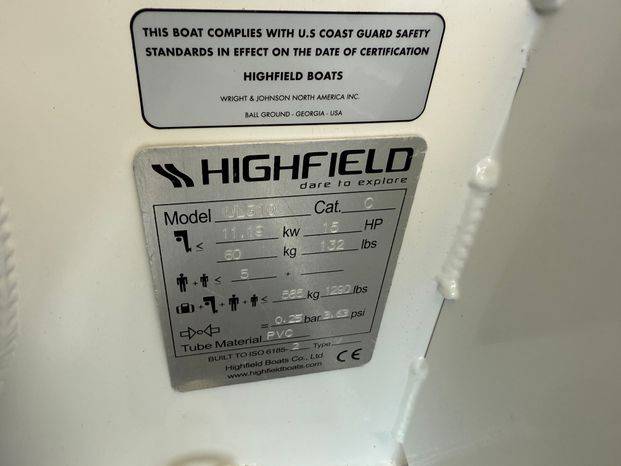 THIS BOAT COMPLIES WITH U.S COAST GUARD SAFETY
STANDARDS IN EFFECT ON THE DATE OF CERTIFICATION
HIGHFIELD BOATS
WRIGHT & JOHNSON NORTH AMERICA INC.
BALL GROUND - GEORGIA - USA
HIGHFIELD
dare to explore
Model UL310 Cat. C
≤ 11.19 kw 15 HP
60 kg 132 lbs
+ ≤ 5 +
+ + + ≤ 585 kg 1290 lbs
= 0.25 bar 3.63 psi
Tube Material PVC
BUILT TO ISO 6185-2 Type
Highfield Boats Co., Ltd
www.highfieldboats.com CE